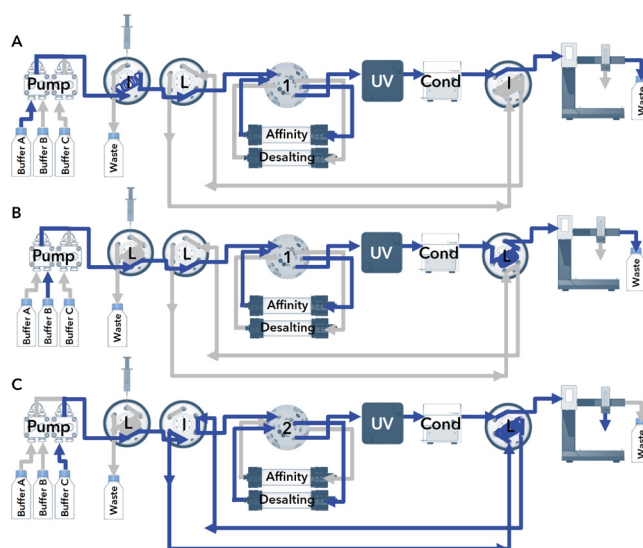 A
Pump
I
L
1
UV
Cond
I
Affinity
Desalting
Buffer A
Buffer B
Buffer C
Waste
Waste
B
Pump
L
L
1
UV
Cond
L
Affinity
Desalting
Buffer A
Buffer B
Buffer C
Waste
Waste
C
Pump
L
I
2
UV
Cond
L
Affinity
Desalting
Buffer A
Buffer B
Buffer C
Waste
Waste